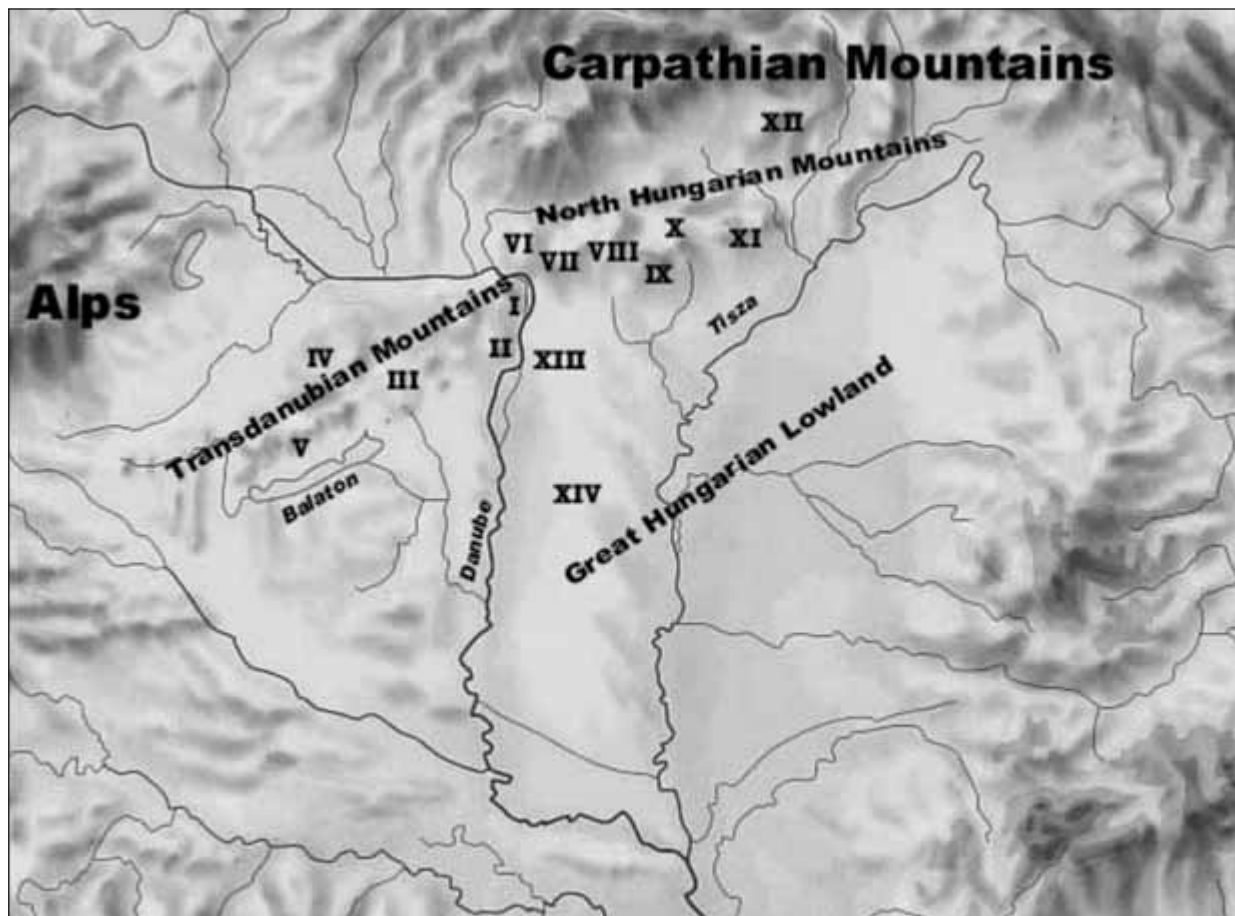 Carpathian Mountains
XII
North Hungarian Mountains
VI
VII
VIII
X
IX
XI
Alps
Transdanubian Mountains
I
II
XIII
IV
III
V
Balaton
Danube
Tisza
XIV
Great Hungarian Lowland